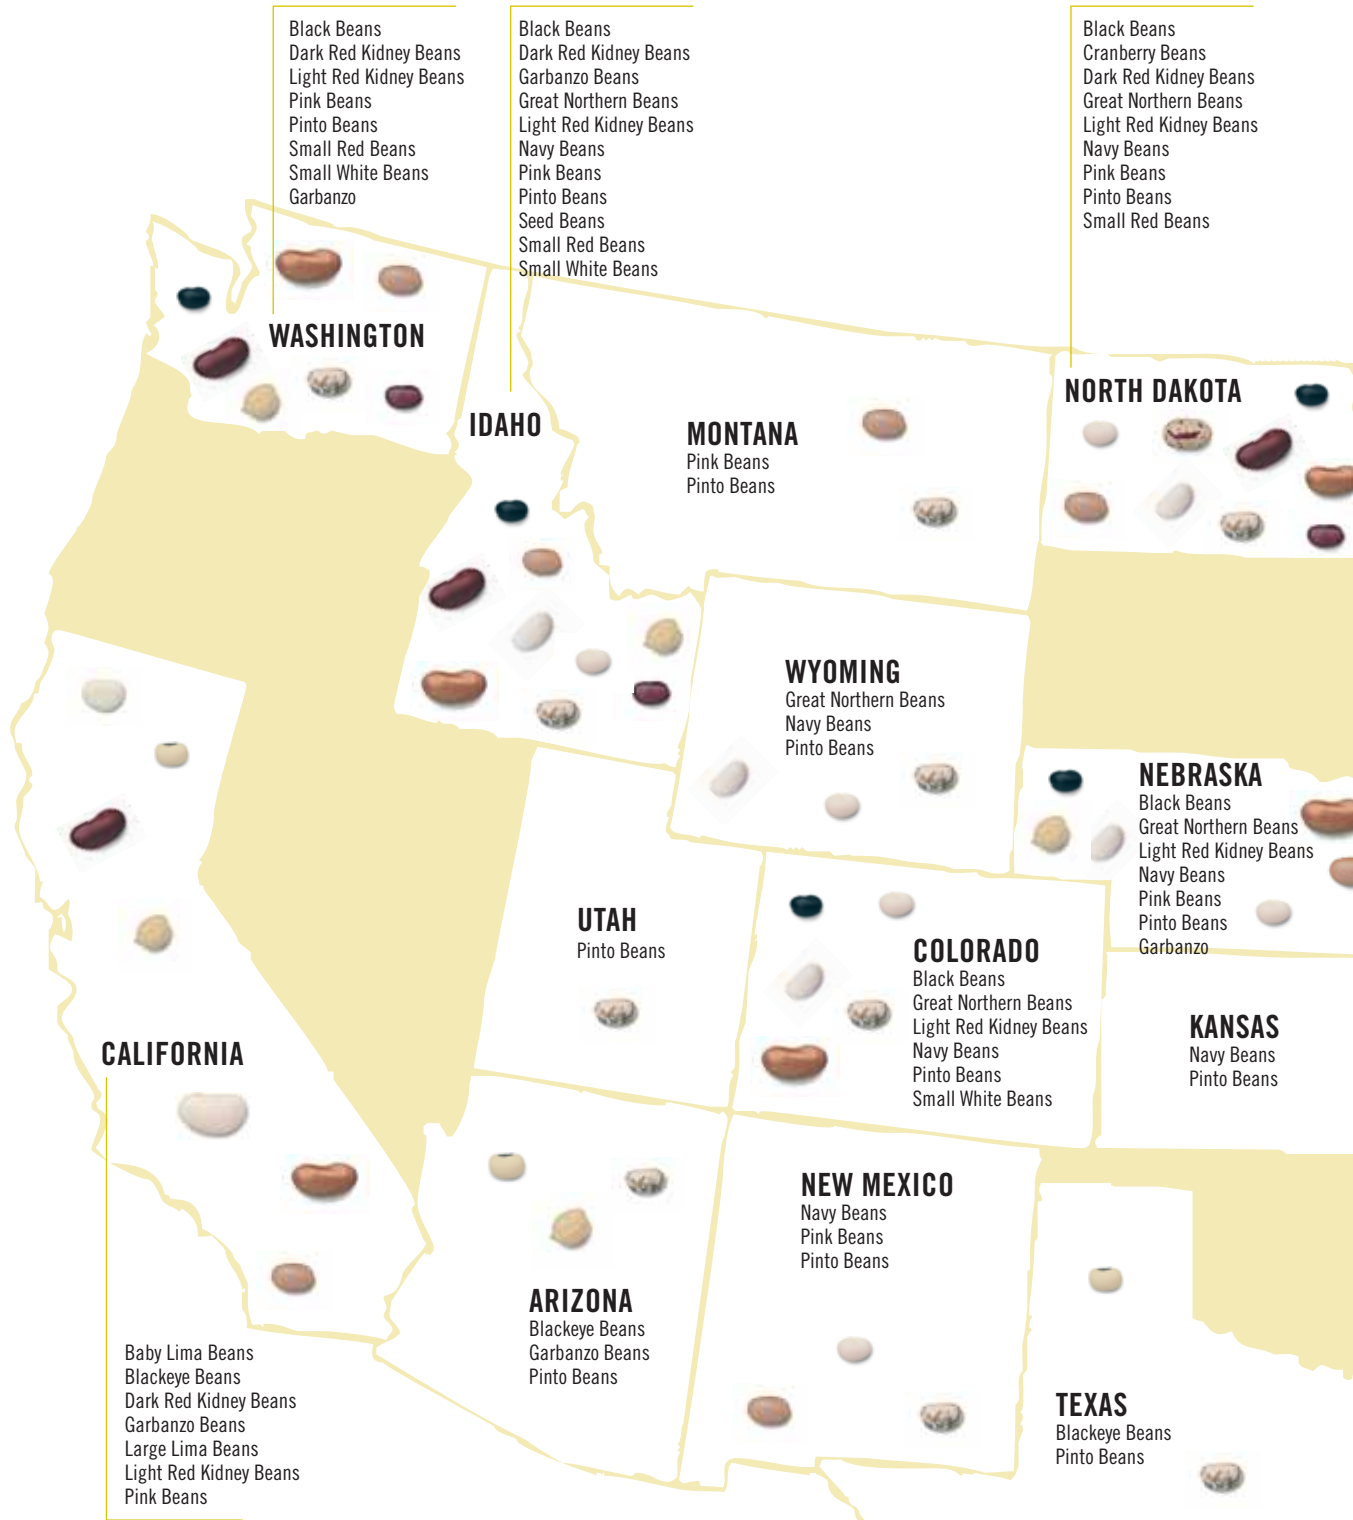 Black Beans
Dark Red Kidney Beans
Light Red Kidney Beans
Pink Beans
Pinto Beans
Small Red Beans
Small White Beans
Garbanzo
WASHINGTON
Black Beans
Dark Red Kidney Beans
Garbanzo Beans
Great Northern Beans
Light Red Kidney Beans
Navy Beans
Pink Beans
Pinto Beans
Seed Beans
Small Red Beans
Small White Beans
IDAHO
Black Beans
Cranberry Beans
Dark Red Kidney Beans
Great Northern Beans
Light Red Kidney Beans
Navy Beans
Pink Beans
Pinto Beans
Small Red Beans
NORTH DAKOTA
MONTANA
Pink Beans
Pinto Beans
WYOMING
Great Northern Beans
Navy Beans
Pinto Beans
NEBRASKA
Black Beans
Great Northern Beans
Light Red Kidney Beans
Navy Beans
Pink Beans
Pinto Beans
Garbanzo
UTAH
Pinto Beans
COLORADO
Black Beans
Great Northern Beans
Light Red Kidney Beans
Navy Beans
Pinto Beans
Small White Beans
KANSAS
Navy Beans
Pinto Beans
CALIFORNIA
Baby Lima Beans
Blackeye Beans
Dark Red Kidney Beans
Garbanzo Beans
Large Lima Beans
Light Red Kidney Beans
Pink Beans
ARIZONA
Blackeye Beans
Garbanzo Beans
Pinto Beans
NEW MEXICO
Navy Beans
Pink Beans
Pinto Beans
TEXAS
Blackeye Beans
Pinto Beans